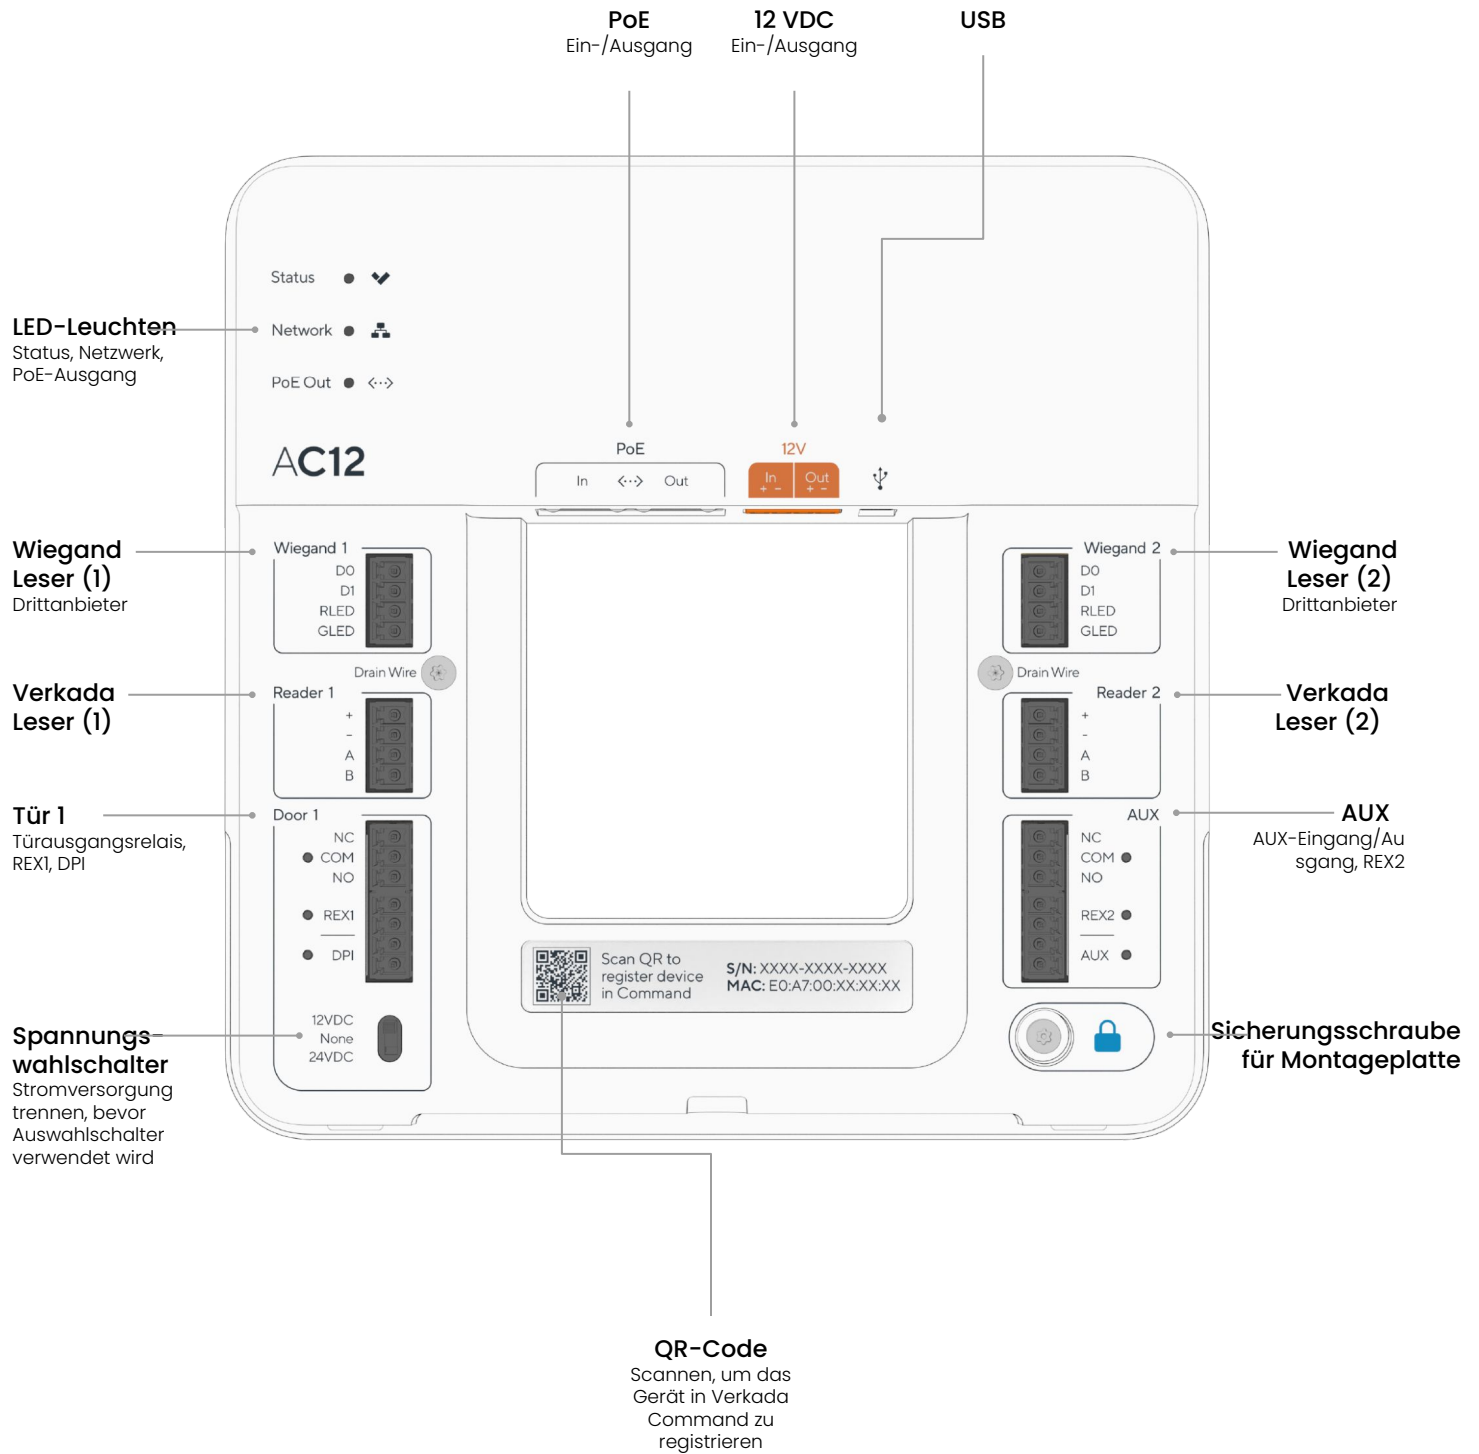 PoE
Ein-/Ausgang
12 VDC
Ein-/Ausgang
USB
LED-Leuchten
Status, Netzwerk,
PoE-Ausgang
Status
Network
PoE Out
AC12
PoE
In
Out
12V
In
+ -
Out
+ -
Wiegand
Leser (1)
Drittanbieter
Wiegand 1
D0
D1
RLED
GLED
Drain Wire
Wiegand 2
D0
D1
RLED
GLED
Drain Wire
Wiegand
Leser (2)
Drittanbieter
Verkada
Leser (1)
Reader 1
+
-
A
B
Reader 2
+
-
A
B
Verkada
Leser (2)
Tür 1
Türausgangsrelais,
REX1, DPI
Door 1
NC
COM
NO
REX1
DPI
AUX
NC
COM
NO
REX2
AUX
AUX
AUX-Eingang/Au
sgang, REX2
Scan QR to
register device
in Command
S/N: XXXX-XXXX-XXXX
MAC: E0:A7:00:XX:XX:XX
Spannungs-
wahlschalter
Stromversorgung
trennen, bevor
Auswahlschalter
verwendet wird
12VDC
None
24VDC
Sicherungsschraube
für Montageplatte
QR-Code
Scannen, um das
Gerät in Verkada
Command zu
registrieren